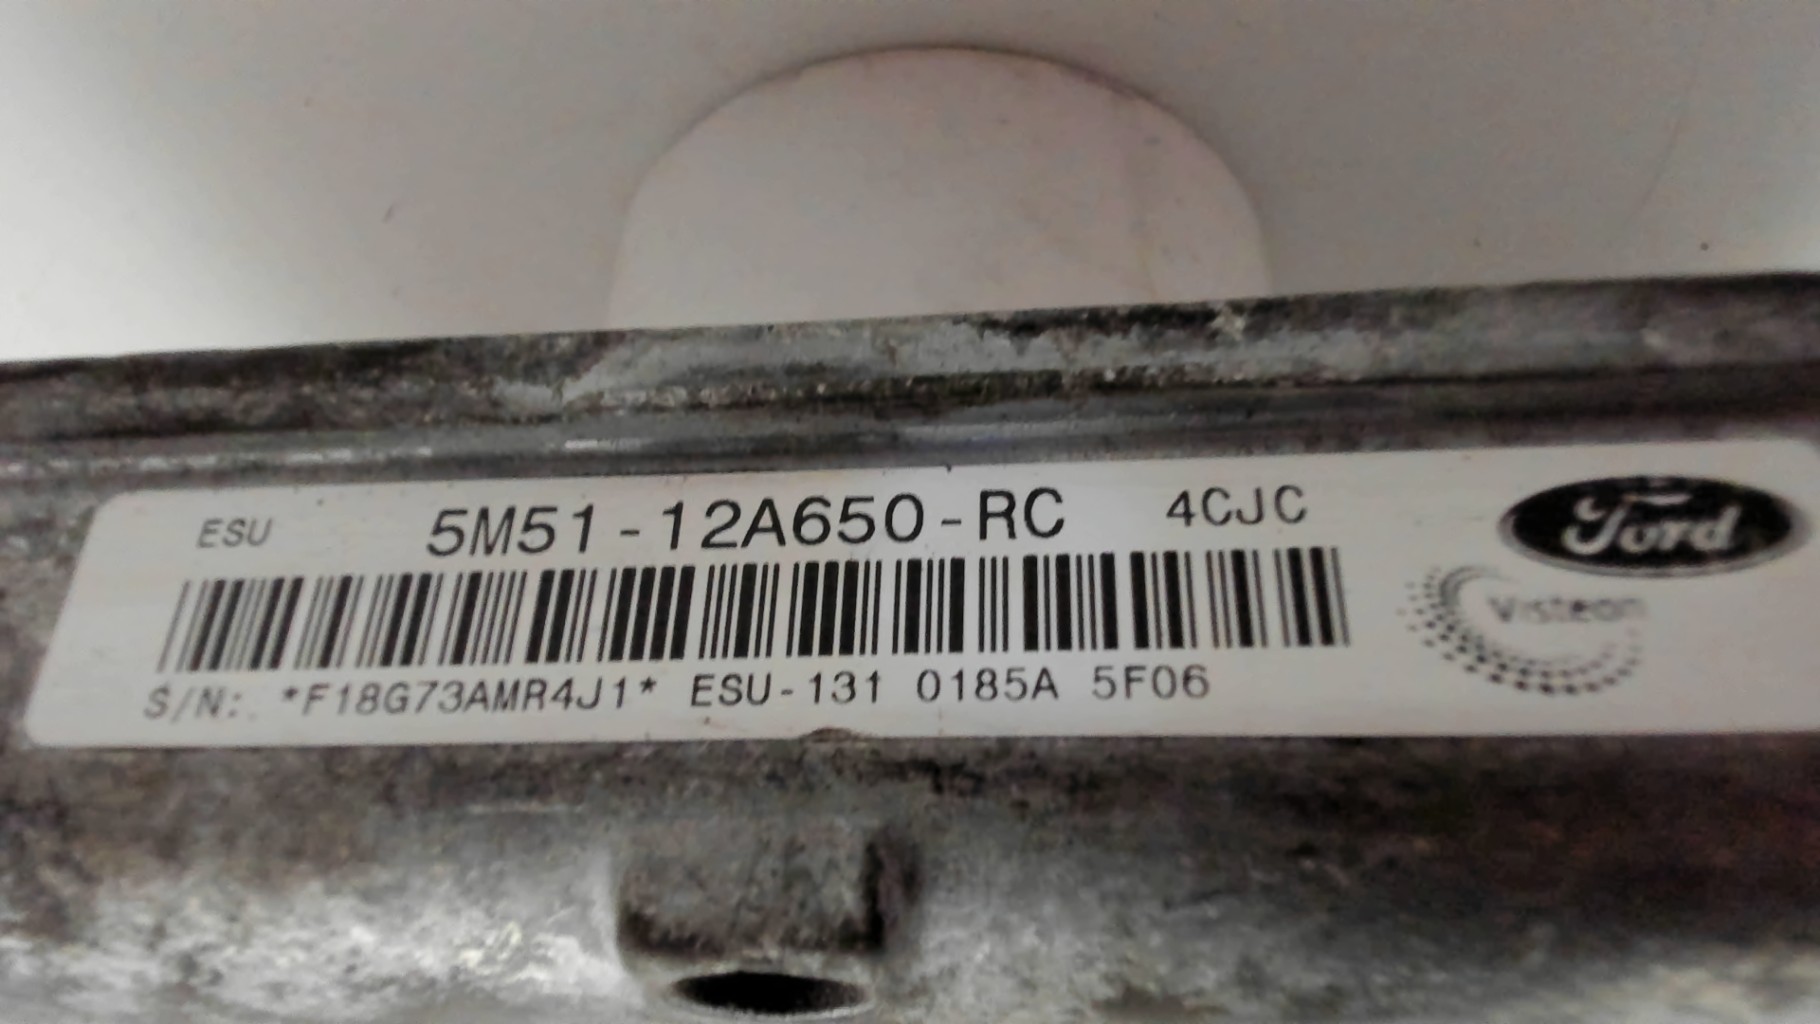 ESU 5M51-12A650-RC 4CJC
Ford
Visteon
S/N: *F18G73AMR4J1* ESU-131 0185A 5F06